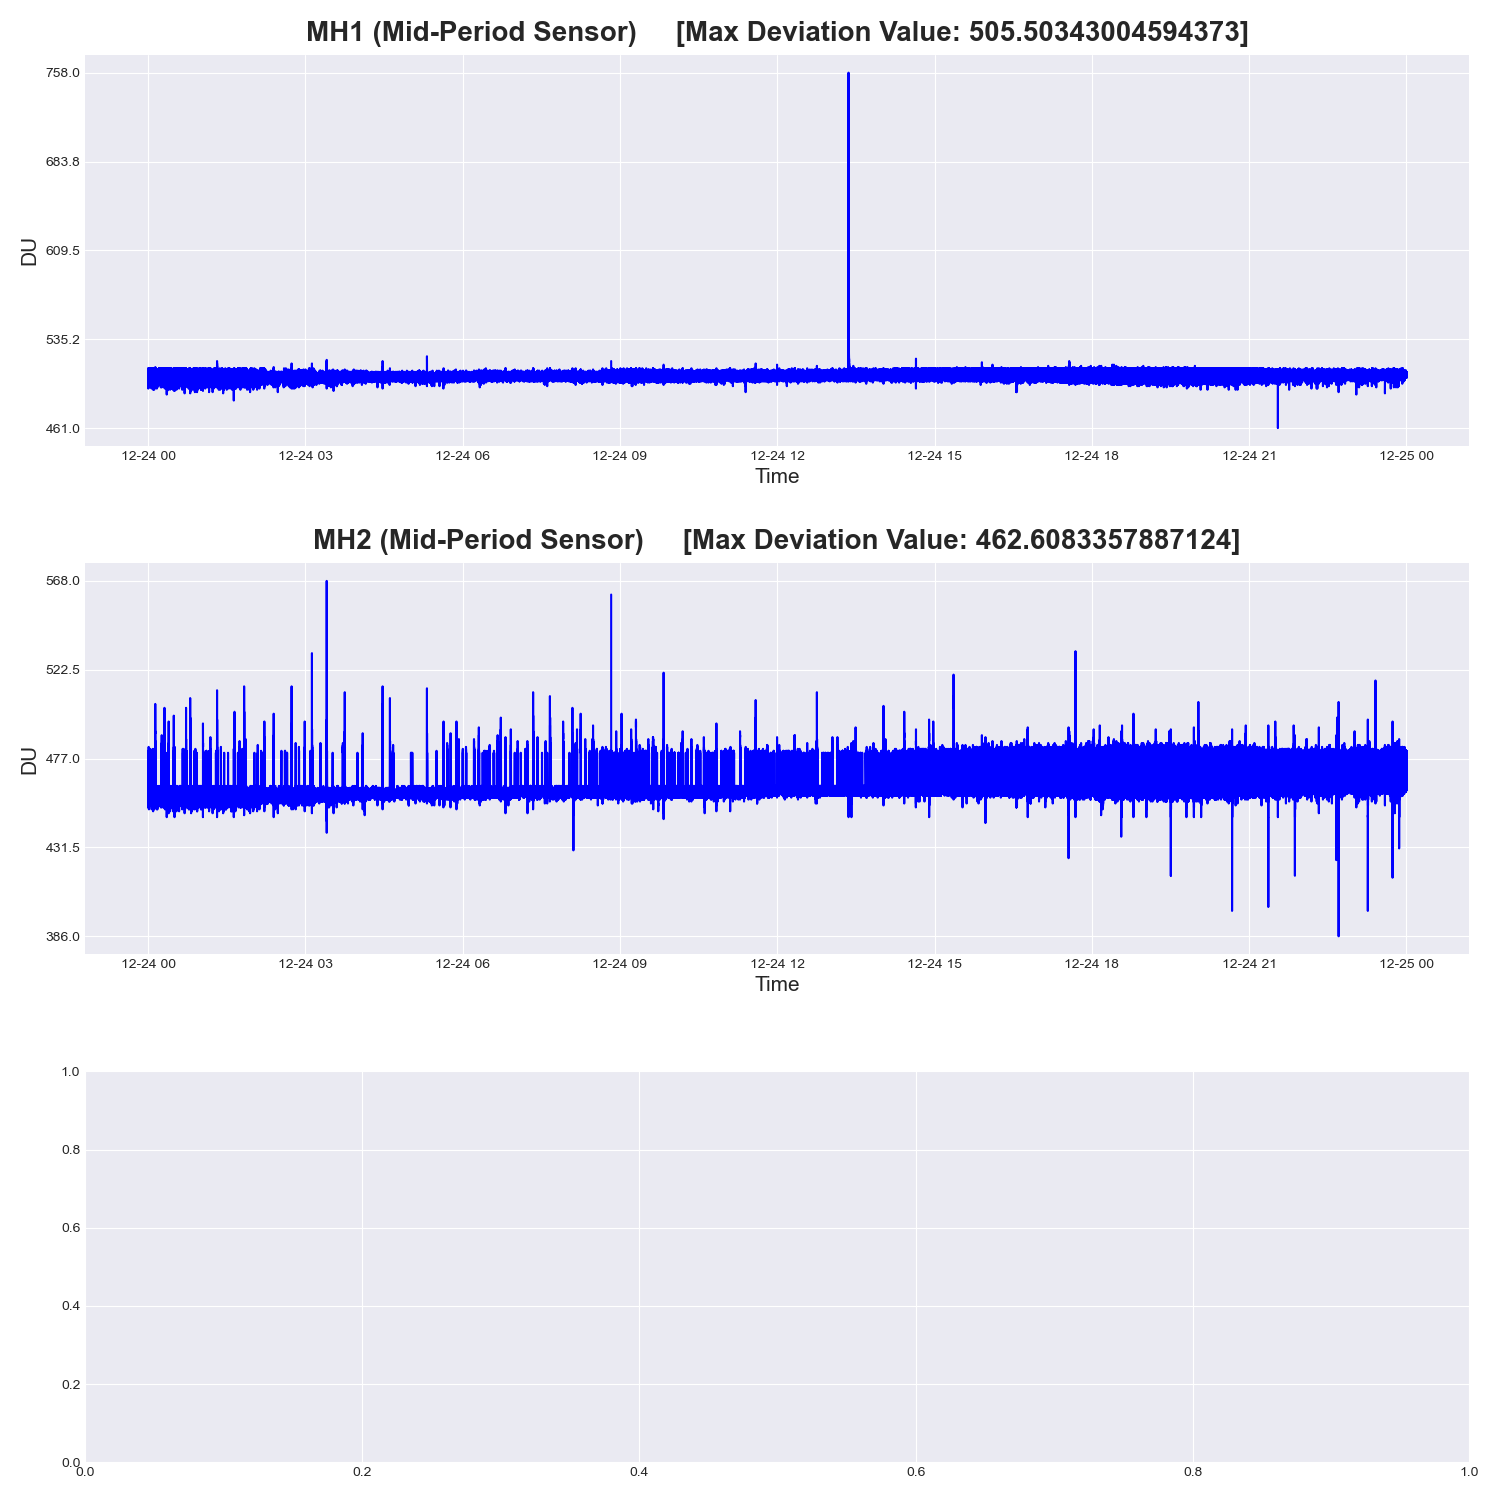 MH1 (Mid-Period Sensor) [Max Deviation Value: 505.50343004594373]
758.0
683.8
609.5
535.2
461.0
DU
12-24 00 12-24 03 12-24 06 12-24 09 12-24 12 12-24 15 12-24 18 12-24 21 12-25 00
Time
MH2 (Mid-Period Sensor) [Max Deviation Value: 462.6083357887124]
568.0
522.5
477.0
431.5
386.0
DU
12-24 00 12-24 03 12-24 06 12-24 09 12-24 12 12-24 15 12-24 18 12-24 21 12-25 00
Time
1.0
0.8
0.6
0.4
0.2
0.0
0.0 0.2 0.4 0.6 0.8 1.0